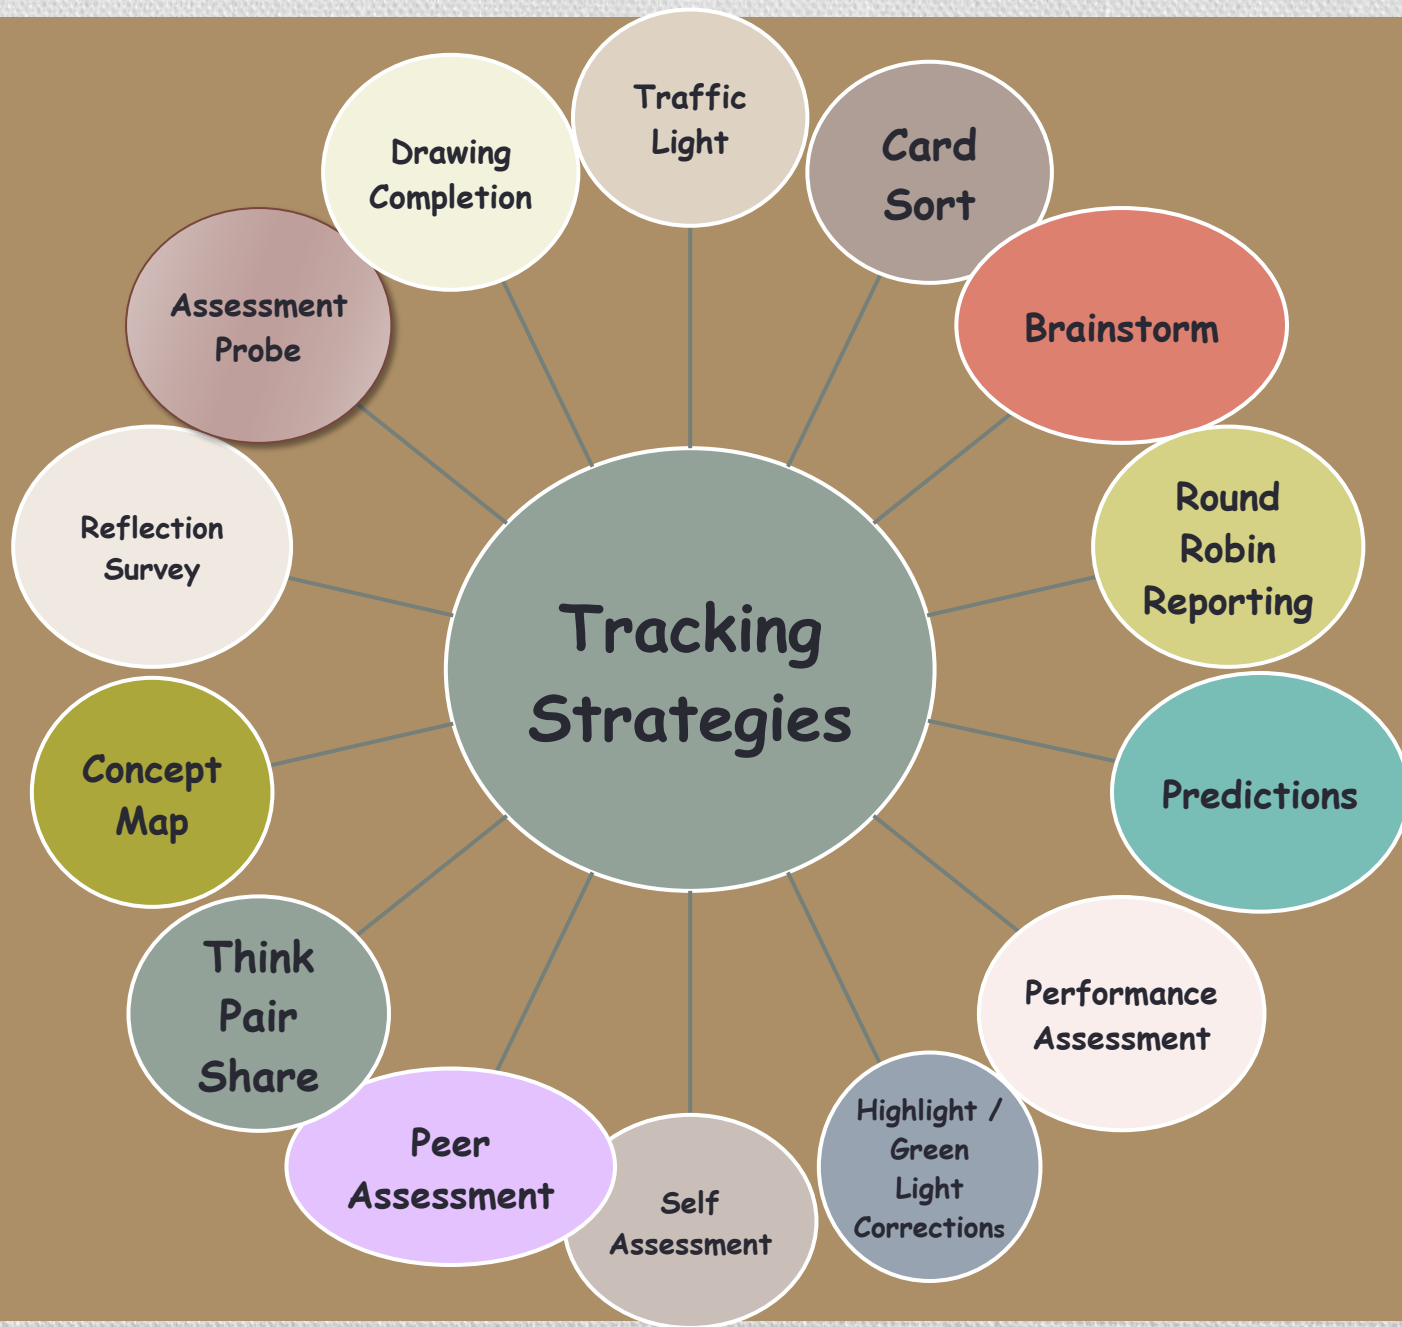 Traffic
Light
Card
Sort
Brainstorm
Round
Robin
Reporting
Predictions
Performance
Assessment
Highlight /
Green
Light
Corrections
Self
Assessment
Peer
Assessment
Think
Pair
Share
Concept
Map
Reflection
Survey
Assessment
Probe
Drawing
Completion
Tracking
Strategies